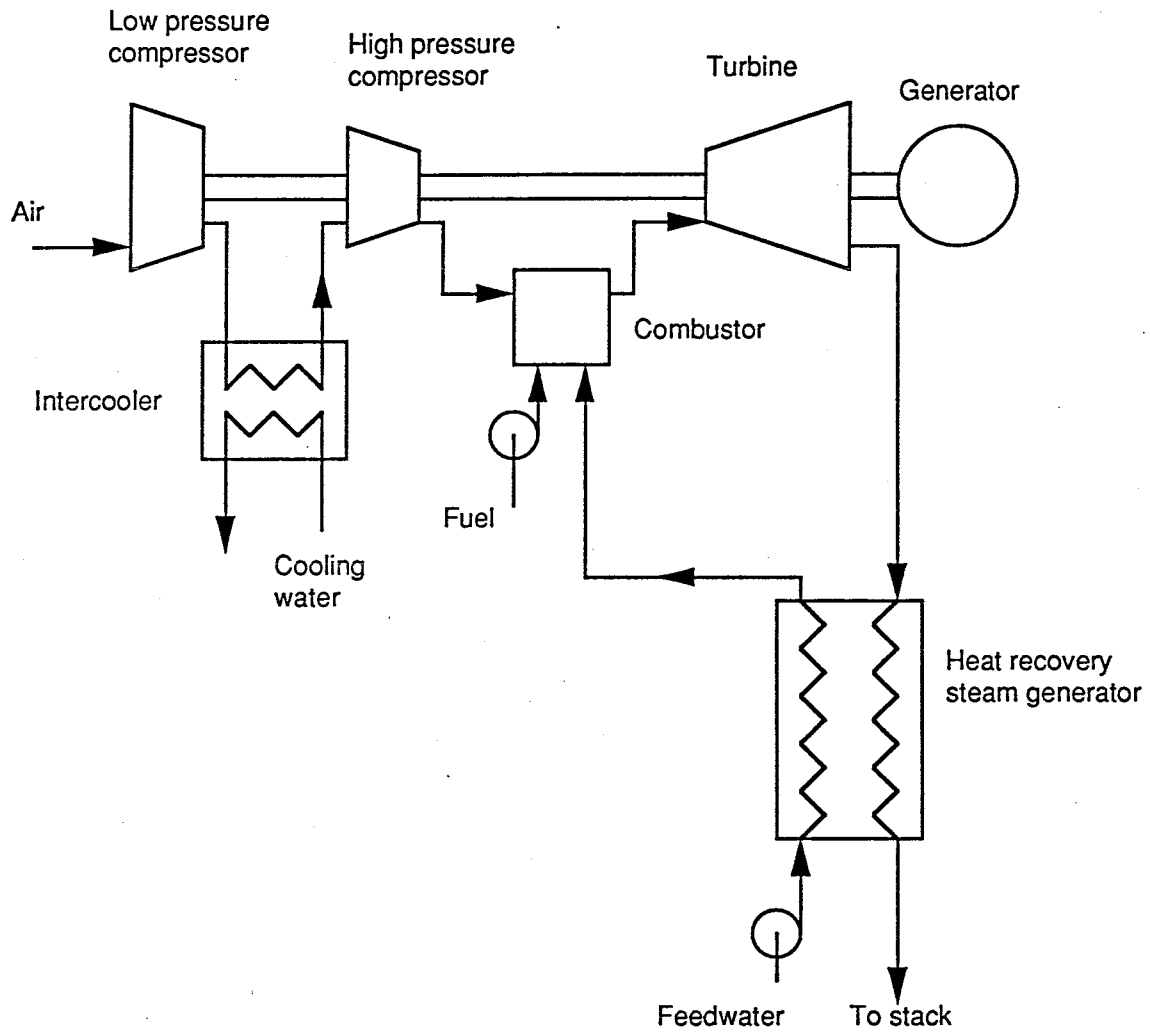 Low pressure
compressor
High pressure
compressor
Turbine
Generator
Air
Combustor
Intercooler
Fuel
Cooling
water
Heat recovery
steam generator
Feedwater
To stack